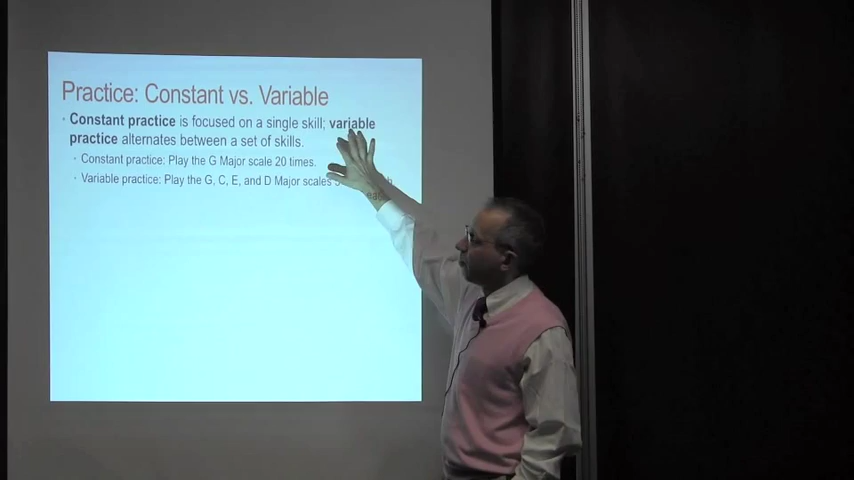 Practice: Constant vs. Variable
• Constant practice is focused on a single skill; variable
practice alternates between a set of skills.
• Constant practice: Play the G Major scale 20 times.
• Variable practice: Play the G, C, E, and D Major scales 5